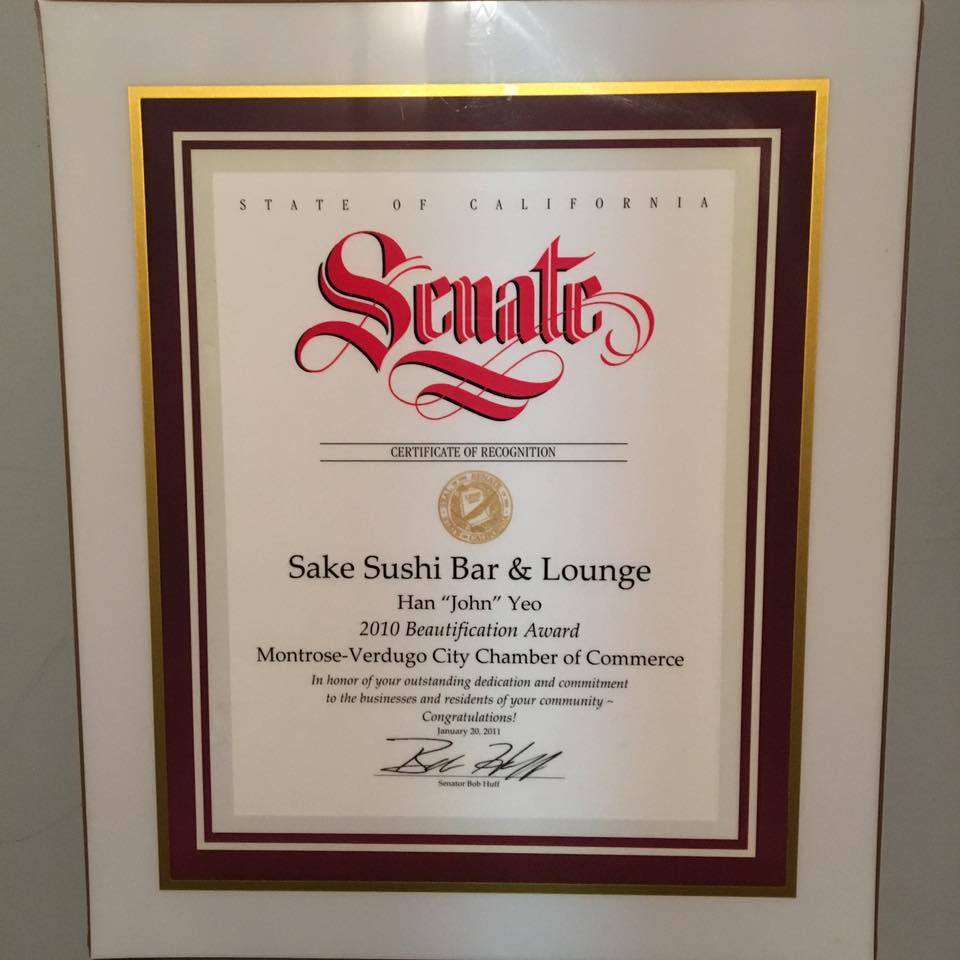 STATE OF CALIFORNIA
Senate
CERTIFICATE OF RECOGNITION
Sake Sushi Bar & Lounge
Han “John” Yeo
2010 Beautification Award
Montrose-Verdugo City Chamber of Commerce
In honor of your outstanding dedication and commitment
to the businesses and residents of your community ~
Congratulations!
January 20, 2011
Bob Huff
Senator Bob Huff